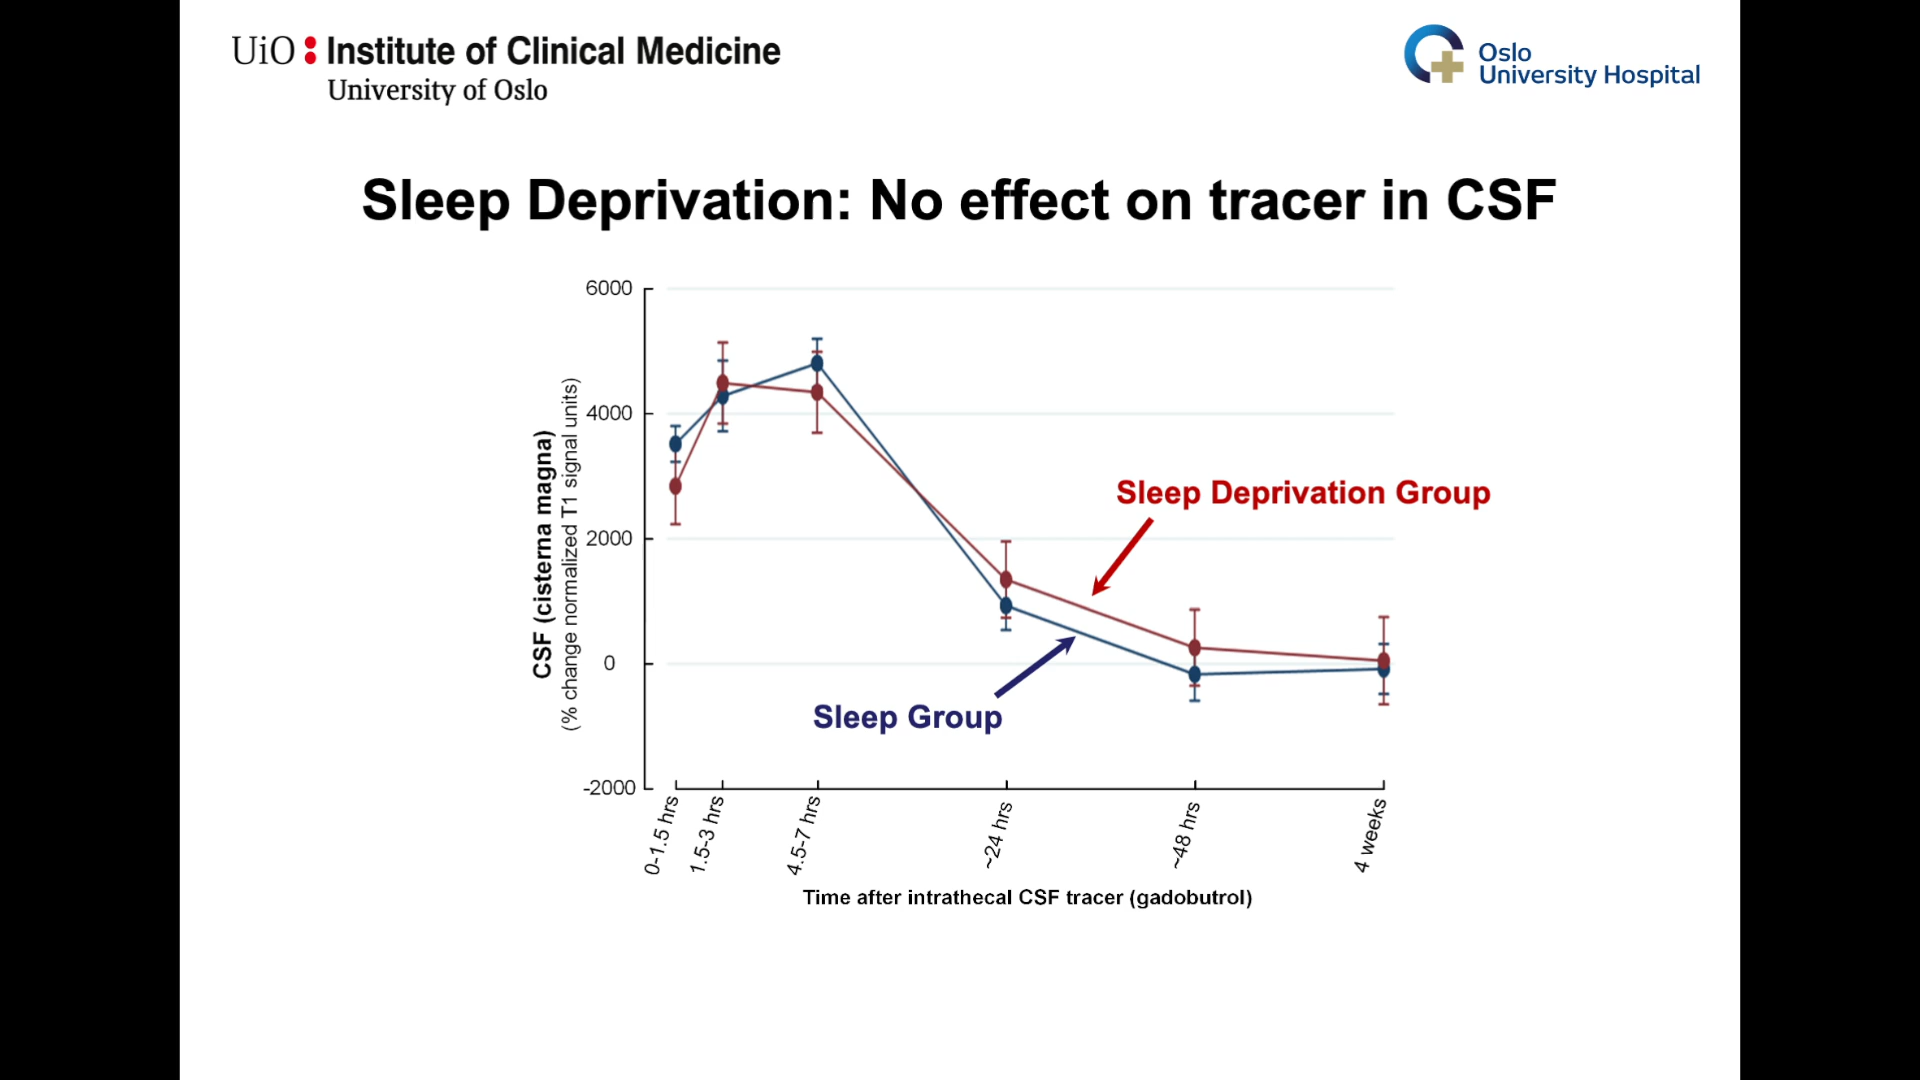 UiO : Institute of Clinical Medicine
University of Oslo
Oslo
University Hospital
Sleep Deprivation: No effect on tracer in CSF
CSF (cisterna magna)
(% change normalized T1 signal units)
6000
4000
2000
0
-2000
Sleep Deprivation Group
Sleep Group
0-1.5 hrs
1.5-3 hrs
4.5-7 hrs
~24 hrs
~48 hrs
4 weeks
Time after intrathecal CSF tracer (gadobutrol)